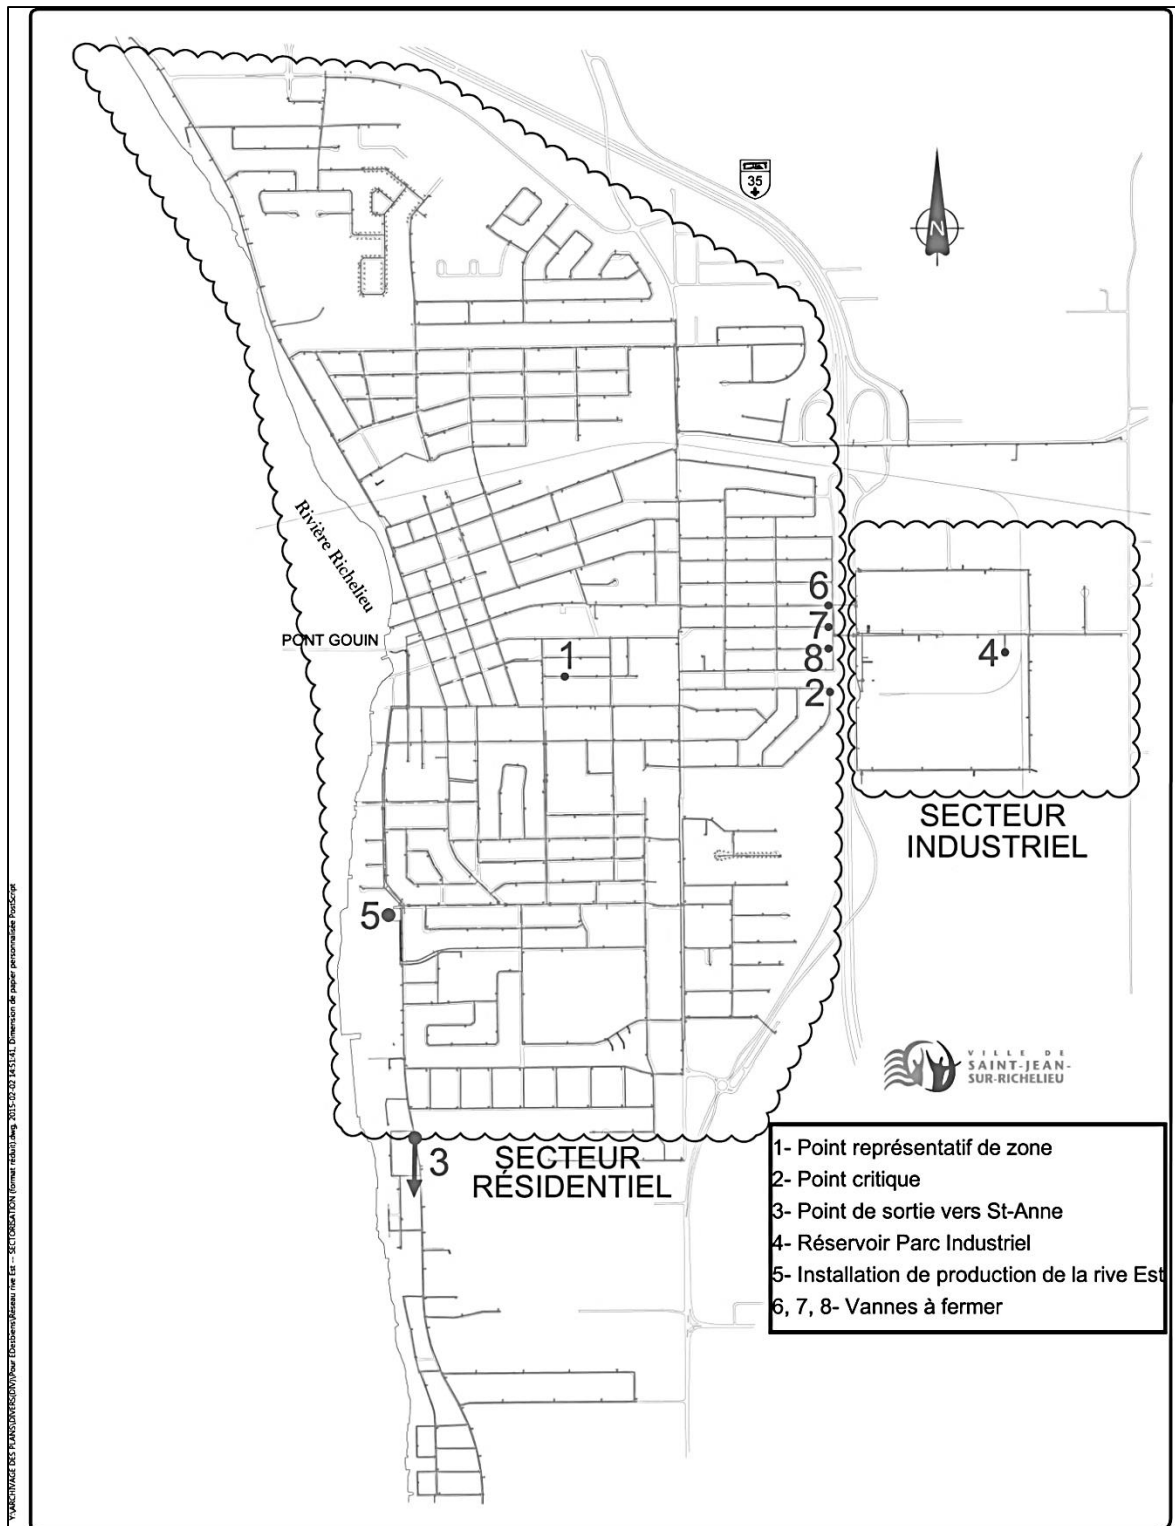 35
N
Rivière Richelieu
PONT GOUIN
1
6
7
8
2
4
5
3
SECTEUR
INDUSTRIEL
VILLE DE
SAINT-JEAN-
SUR-RICHELIEU
SECTEUR
RÉSIDENTIEL
1- Point représentatif de zone
2- Point critique
3- Point de sortie vers St-Anne
4- Réservoir Parc Industriel
5- Installation de production de la rive Est
6, 7, 8- Vannes à fermer